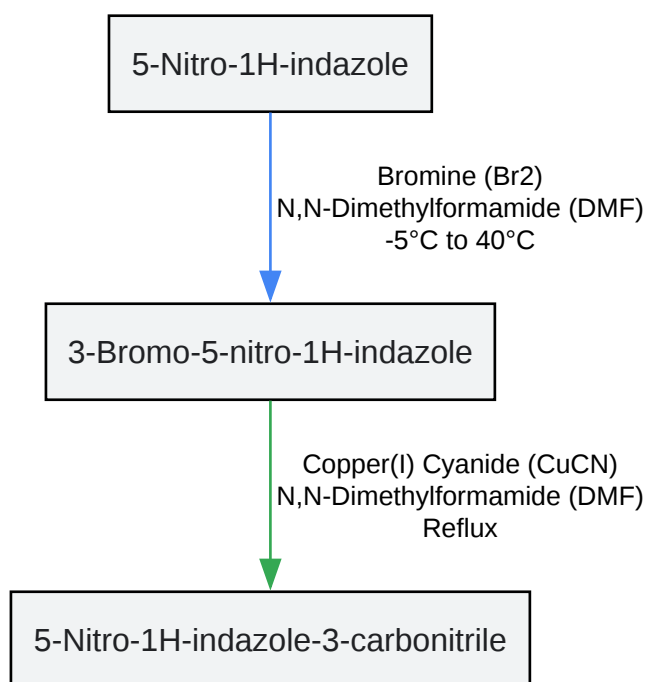 5-Nitro-1H-indazole
Bromine (Br2)
N,N-Dimethylformamide (DMF)
-5°C to 40°C
3-Bromo-5-nitro-1H-indazole
Copper(I) Cyanide (CuCN)
N,N-Dimethylformamide (DMF)
Reflux
5-Nitro-1H-indazole-3-carbonitrile